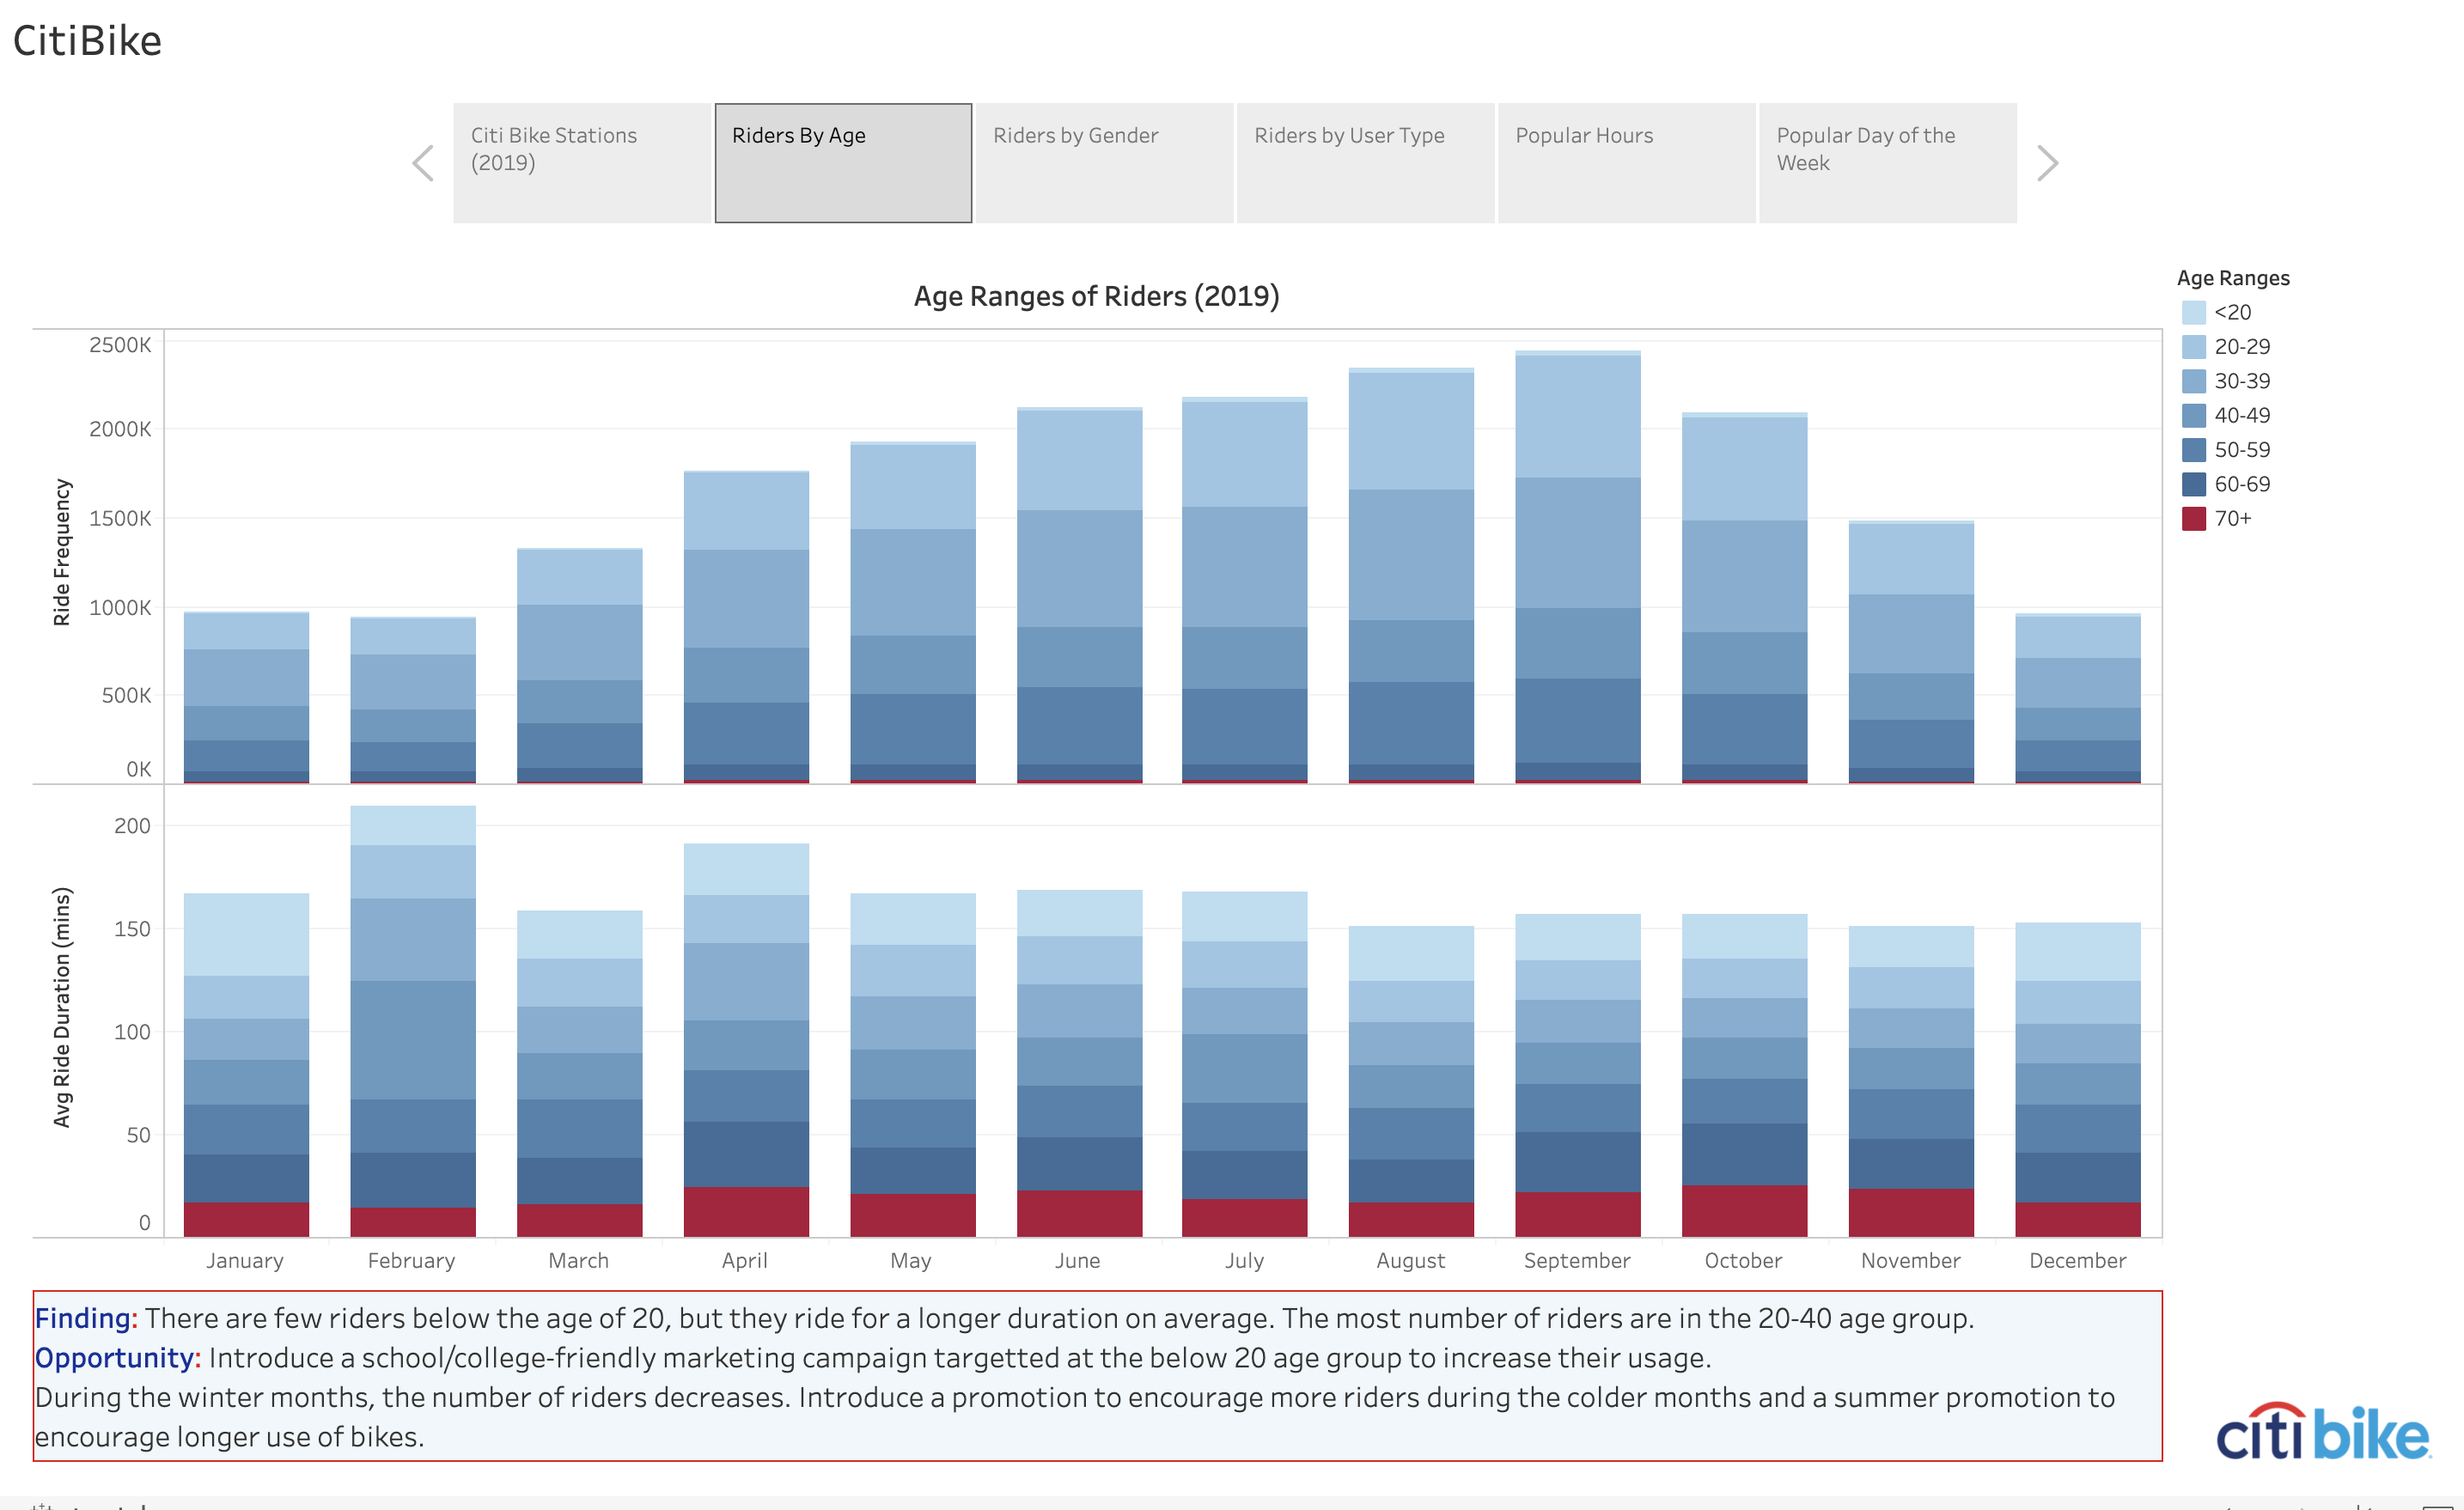 CitiBike
Citi Bike Stations
(2019)
Riders By Age
Riders by Gender
Riders by User Type
Popular Hours
Popular Day of the
Week
Age Ranges of Riders (2019)
Age Ranges
<20
20-29
30-39
40-49
50-59
60-69
70+
Ride Frequency
2500K
2000K
1500K
1000K
500K
0K
Avg Ride Duration (mins)
200
150
100
50
0
January
February
March
April
May
June
July
August
September
October
November
December
Finding: There are few riders below the age of 20, but they ride for a longer duration on average. The most number of riders are in the 20-40 age group.
Opportunity: Introduce a school/college-friendly marketing campaign targetted at the below 20 age group to increase their usage.
During the winter months, the number of riders decreases. Introduce a promotion to encourage more riders during the colder months and a summer promotion to
encourage longer use of bikes.
citi bike